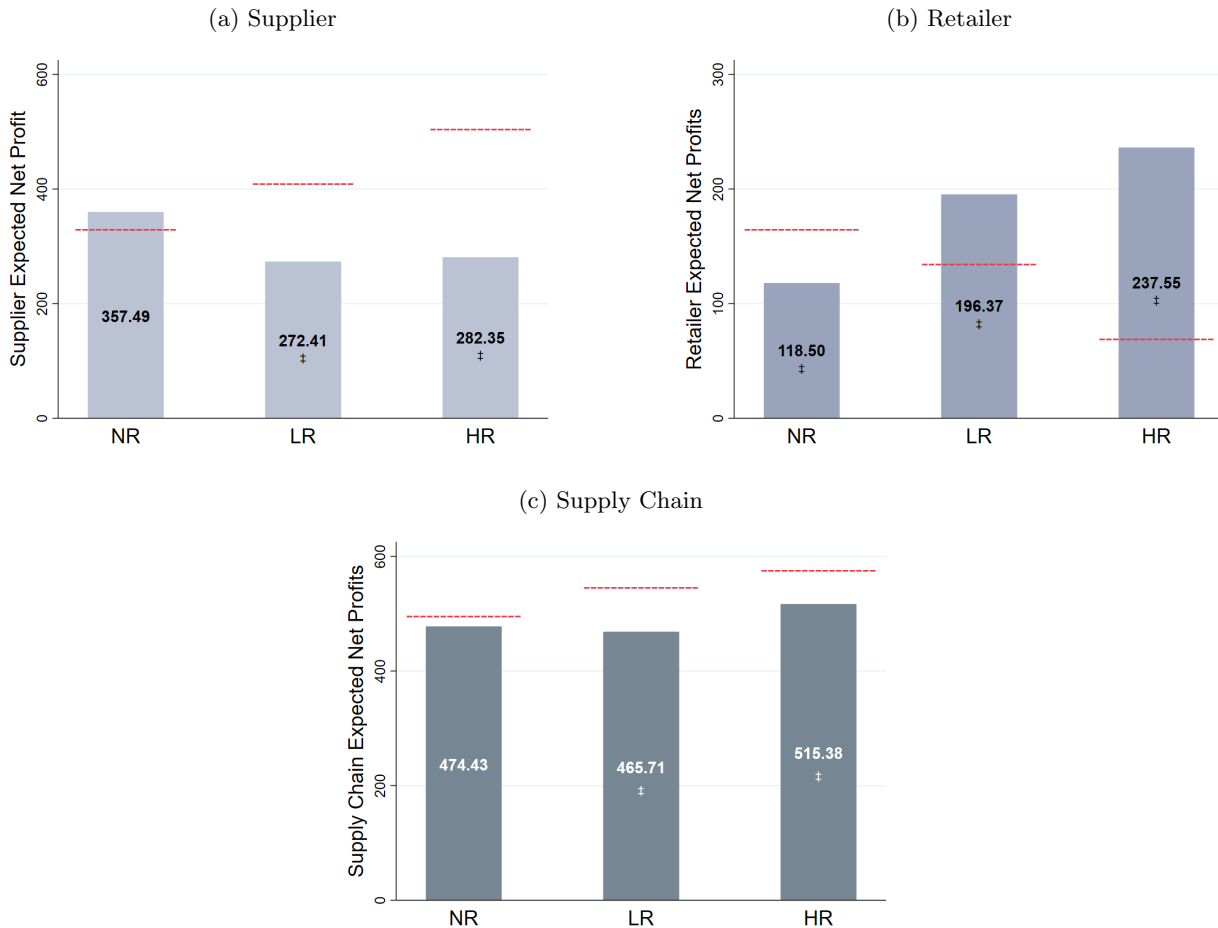 (a) Supplier
Supplier Expected Net Profit
600
400
200
0
357.49
272.41
‡
282.35
‡
NR
LR
HR
(b) Retailer
Retailer Expected Net Profits
300
200
100
0
118.50
‡
196.37
‡
237.55
‡
NR
LR
HR
(c) Supply Chain
Supply Chain Expected Net Profits
600
400
200
0
474.43
465.71
‡
515.38
‡
NR
LR
HR